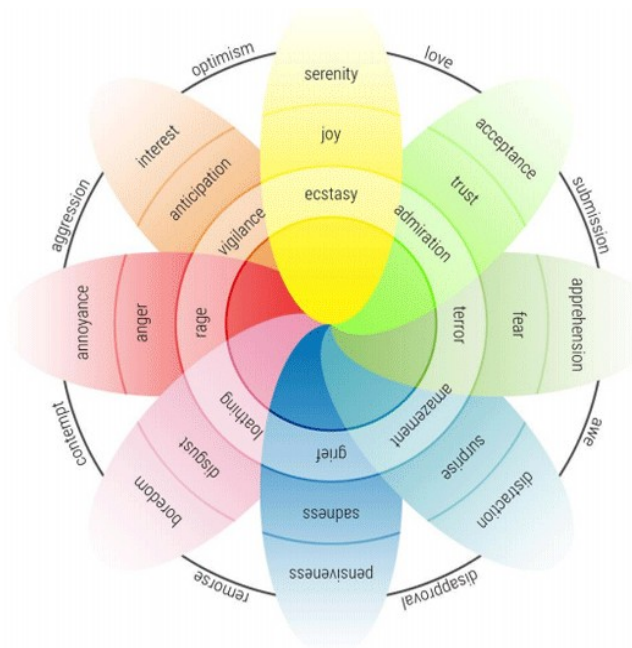 optimism
love
serenity
joy
ecstasy
interest
anticipation
vigilance
acceptance
trust
admiration
aggression
submission
annoyance
anger
rage
terror
fear
apprehension
contempt
awe
loathing
disgust
boredom
grief
sadness
pensiveness
amazement
surprise
distraction
remorse
disapproval